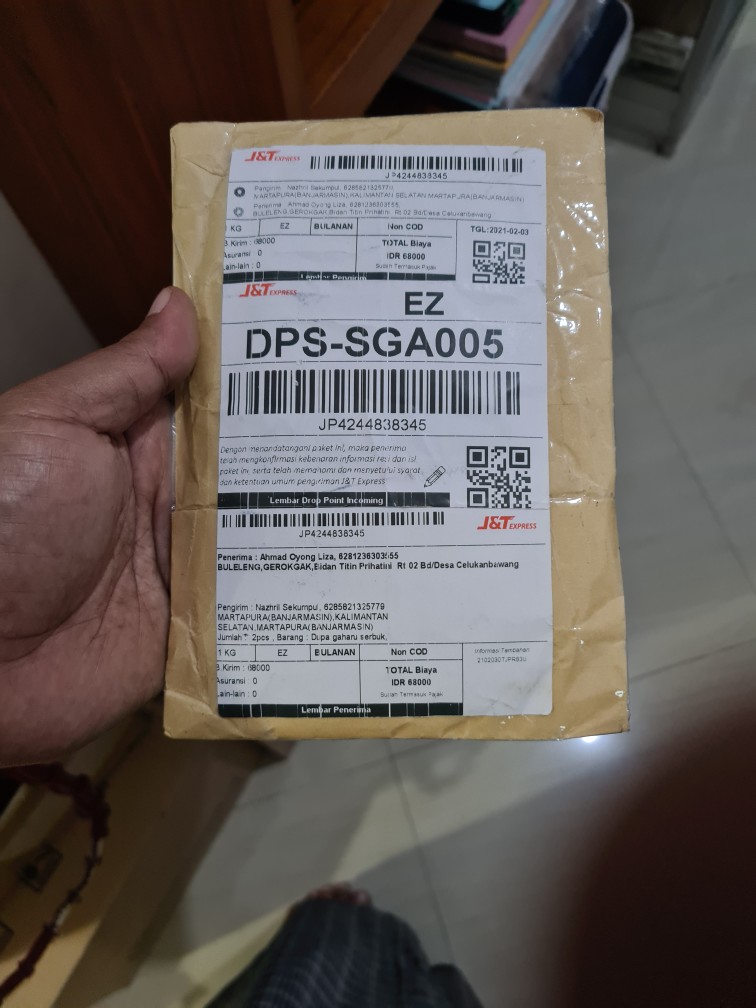 J&T EXPRESS
JP4244838345
Pengirim : Nazhril Sekumpul, 6285821325779
MARTAPURA(BANJARMASIN),KALIMANTAN SELATAN,MARTAPURA(BANJARMASIN)
Penerima : Ahmad Oyong Liza, 6281236303555
BULELENG,GEROKGAK,Bidan Titin Prihatini Rt 02 Bd/Desa Celukanbawang
1 KG EZ BULANAN Non COD TGL:2021-02-03
B.Kirim : 68000
Asuransi : 0
Lain-lain : 0
TOTAL Biaya
IDR 68000
Sudah Termasuk Pajak
Lembar Pengirim
J&T EXPRESS
EZ
DPS-SGA005
JP4244838345
Dengan menandatangani paket ini, maka penerima
telah mengkonfirmasi kebenaran informasi resi dan isi
paket ini, serta telah memahami dan menyetujui syarat
dan ketentuan umum pengiriman J&T Express
Lembar Drop Point Incoming
JP4244838345
J&T EXPRESS
Penerima : Ahmad Oyong Liza, 6281236303555
BULELENG,GEROKGAK,Bidan Titin Prihatini Rt 02 Bd/Desa Celukanbawang
Pengirim : Nazhril Sekumpul, 6285821325779
MARTAPURA(BANJARMASIN),KALIMANTAN
SELATAN,MARTAPURA(BANJARMASIN)
Jumlah : 2pcs , Barang : Dupa gaharu serbuk,
1 KG EZ BULANAN Non COD
Informasi Tambahan
B.Kirim : 68000
Asuransi : 0
Lain-lain : 0
TOTAL Biaya
IDR 68000
Sudah Termasuk Pajak
Lembar Penerima